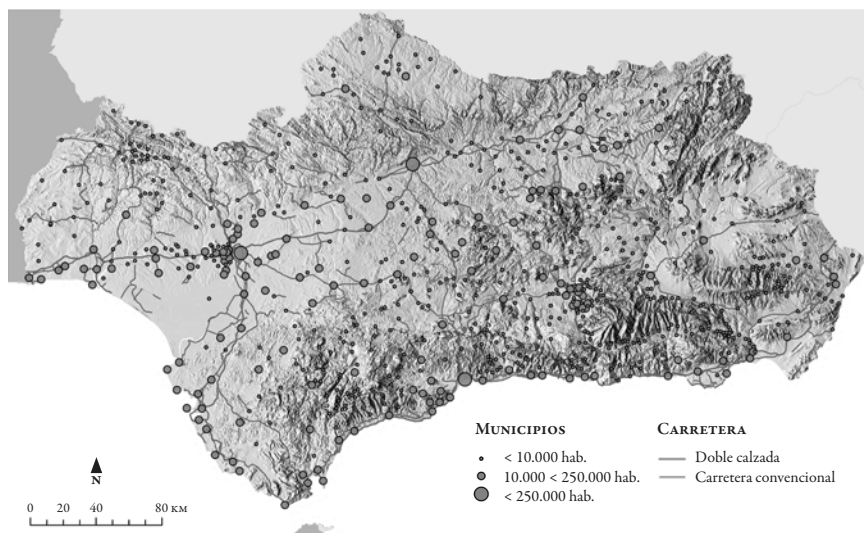 MUNICIPIOS
< 10.000 hab.
10.000 < 250.000 hab.
< 250.000 hab.
CARRETERA
Doble calzada
Carretera convencional
N
0 20 40 80 KM